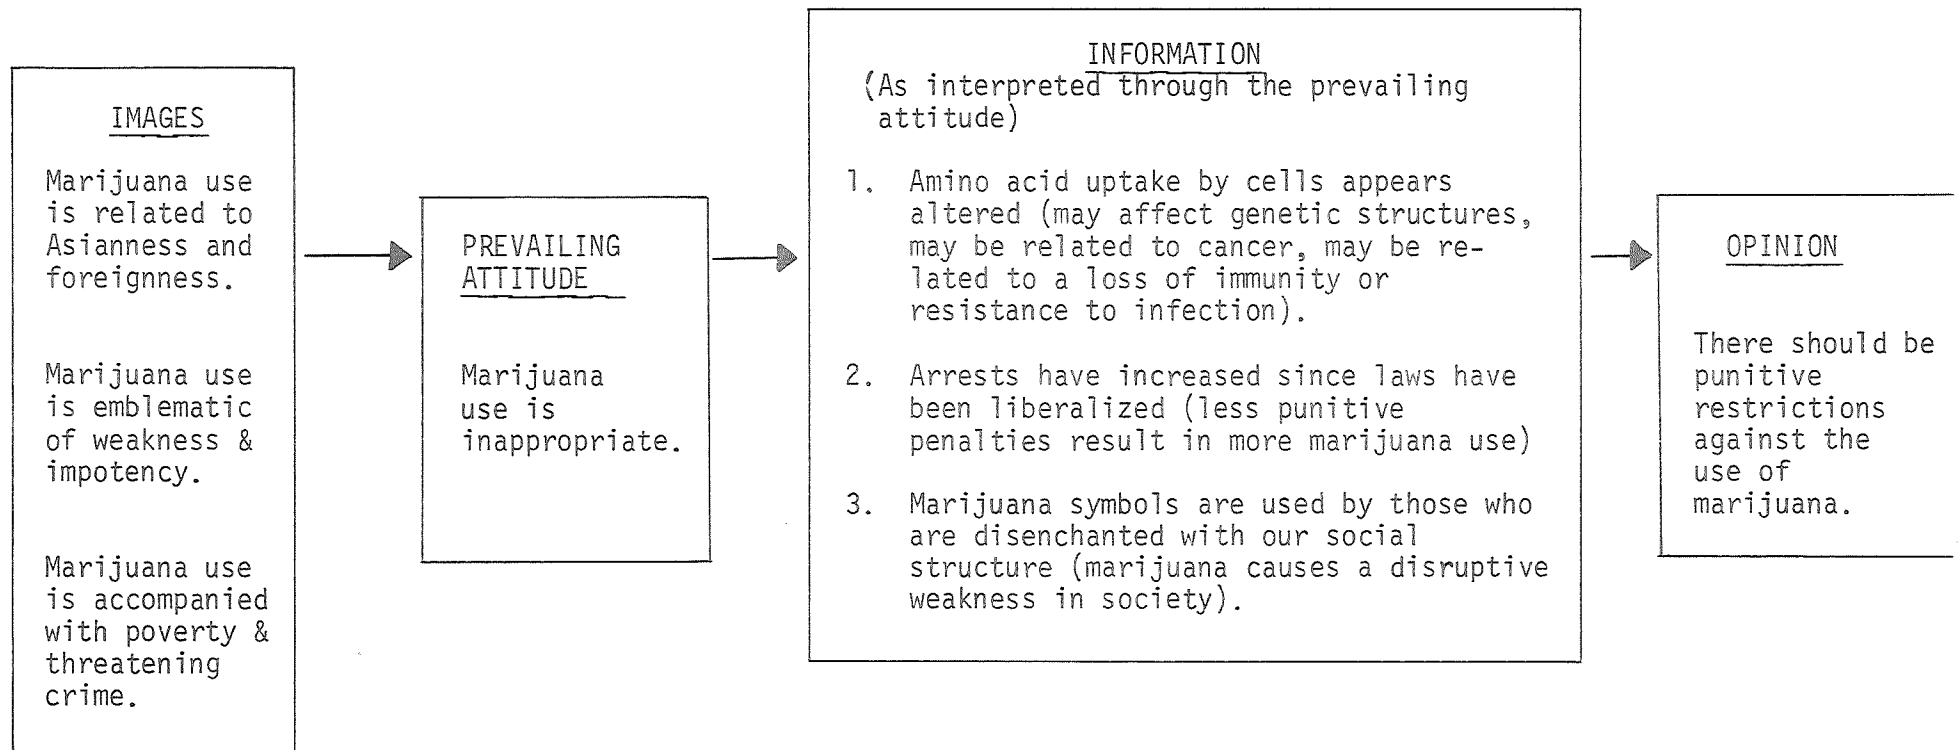 IMAGES
Marijuana use
is related to
Asianness and
foreignness.
Marijuana use
is emblematic
of weakness &
impotency.
Marijuana use
is accompanied
with poverty &
threatening
crime.
PREVAILING
ATTITUDE
Marijuana
use is
inappropriate.
INFORMATION
(As interpreted through the prevailing
attitude)
1. Amino acid uptake by cells appears
altered (may affect genetic structures,
may be related to cancer, may be re-
lated to a loss of immunity or
resistance to infection).
2. Arrests have increased since laws have
been liberalized (less punitive
penalties result in more marijuana use)
3. Marijuana symbols are used by those who
are disenchanted with our social
structure (marijuana causes a disruptive
weakness in society).
OPINION
There should be
punitive
restrictions
against the
use of
marijuana.